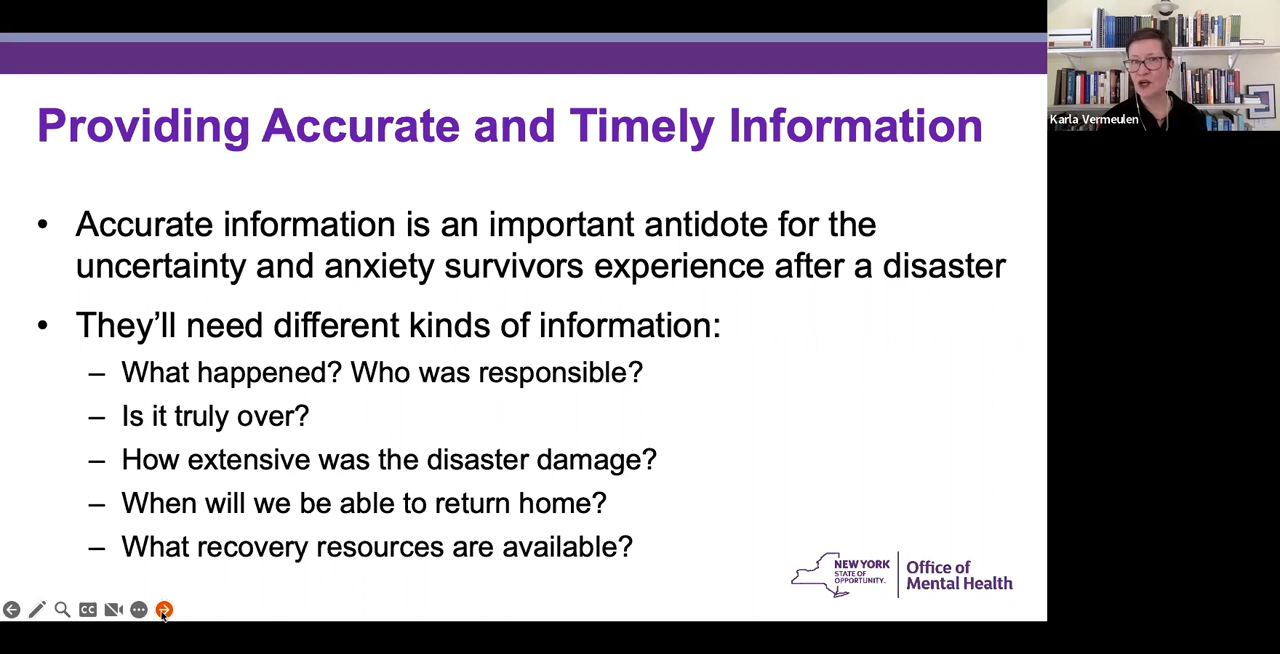 Providing Accurate and Timely Information
• Accurate information is an important antidote for the
uncertainty and anxiety survivors experience after a disaster
• They’ll need different kinds of information:
– What happened? Who was responsible?
– Is it truly over?
– How extensive was the disaster damage?
– When will we be able to return home?
– What recovery resources are available?
NEW YORK
STATE OF
OPPORTUNITY.
Office of
Mental Health
CC
Karla Vermeulen